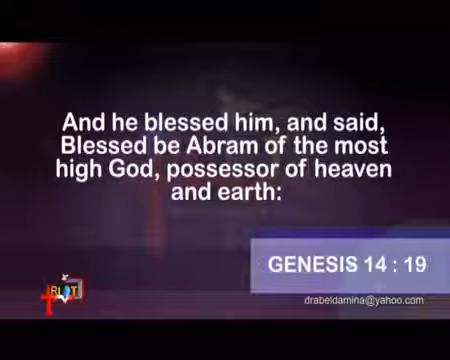 And he blessed him, and said,
Blessed be Abram of the most
high God, possessor of heaven
and earth:
GENESIS 14 : 19
drabeldamina@yahoo.com